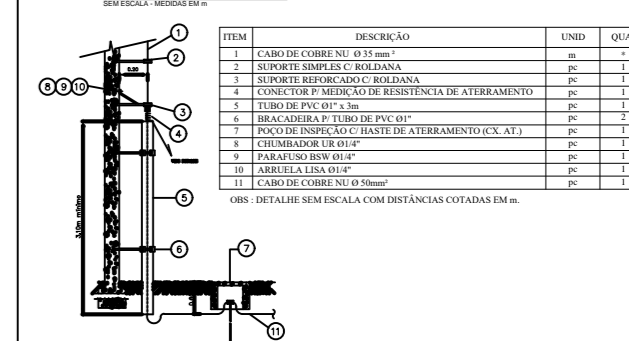 SEM ESCALA - MEDIDAS EM m
ITEM DESCRIÇÃO UNID QUA
1 CABO DE COBRE NU Ø 35 mm² m *
2 SUPORTE SIMPLES C/ ROLDANA pc 1
3 SUPORTE REFORCADO C/ ROLDANA pc 1
4 CONECTOR P/ MEDIÇÃO DE RESISTÊNCIA DE ATERRAMENTO pc 1
5 TUBO DE PVC Ø1" x 3m pc 1
6 BRACADEIRA P/ TUBO DE PVC Ø1" pc 2
7 POÇO DE INSPEÇÃO C/ HASTE DE ATERRAMENTO (CX. AT.) pc 1
8 CHUMBADOR UR Ø1/4" pc 1
9 PARAFUSO BSW Ø1/4" pc 1
10 ARRUELA LISA Ø1/4" pc 1
11 CABO DE COBRE NU Ø 50mm² pc 1
OBS : DETALHE SEM ESCALA COM DISTÂNCIAS COTADAS EM m.
1
2
0.20
8 9 10
3
4
5
3.10m mínimo
6
7
11